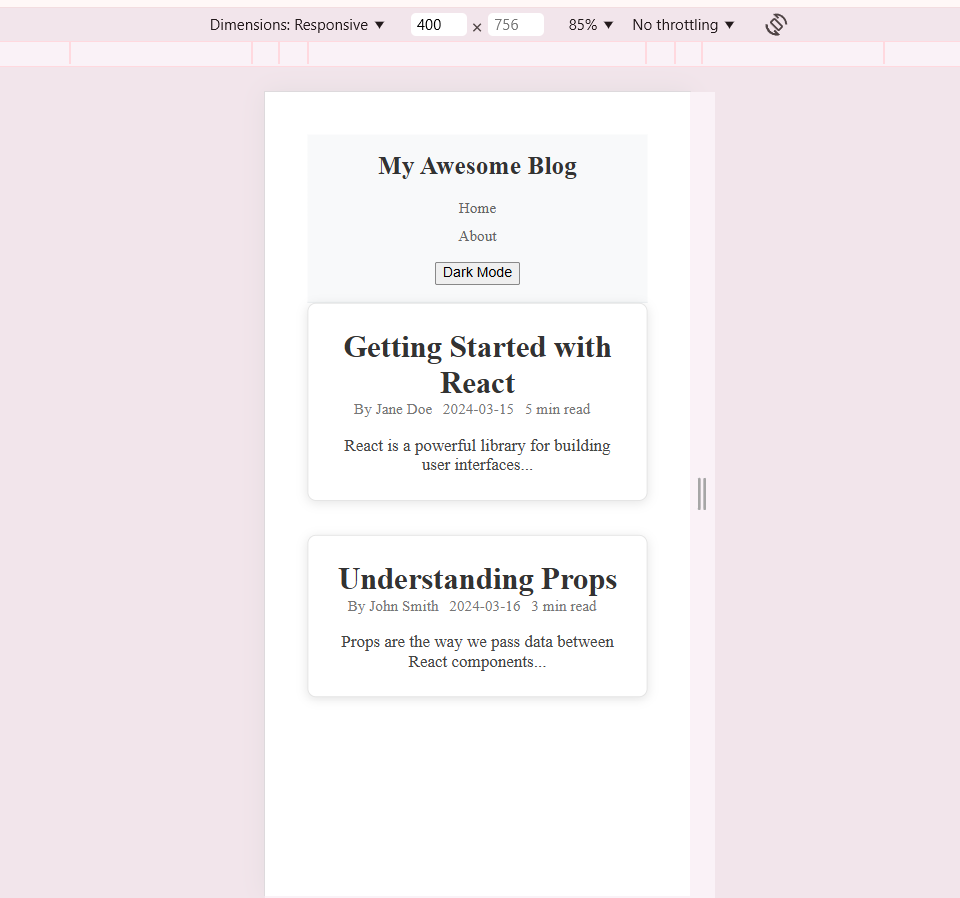 Dimensions: Responsive ▼ 400 × 756 85% ▼ No throttling ▼
My Awesome Blog
Home
About
Dark Mode
Getting Started with
React
By Jane Doe 2024-03-15 5 min read
React is a powerful library for building
user interfaces...
Understanding Props
By John Smith 2024-03-16 3 min read
Props are the way we pass data between
React components...